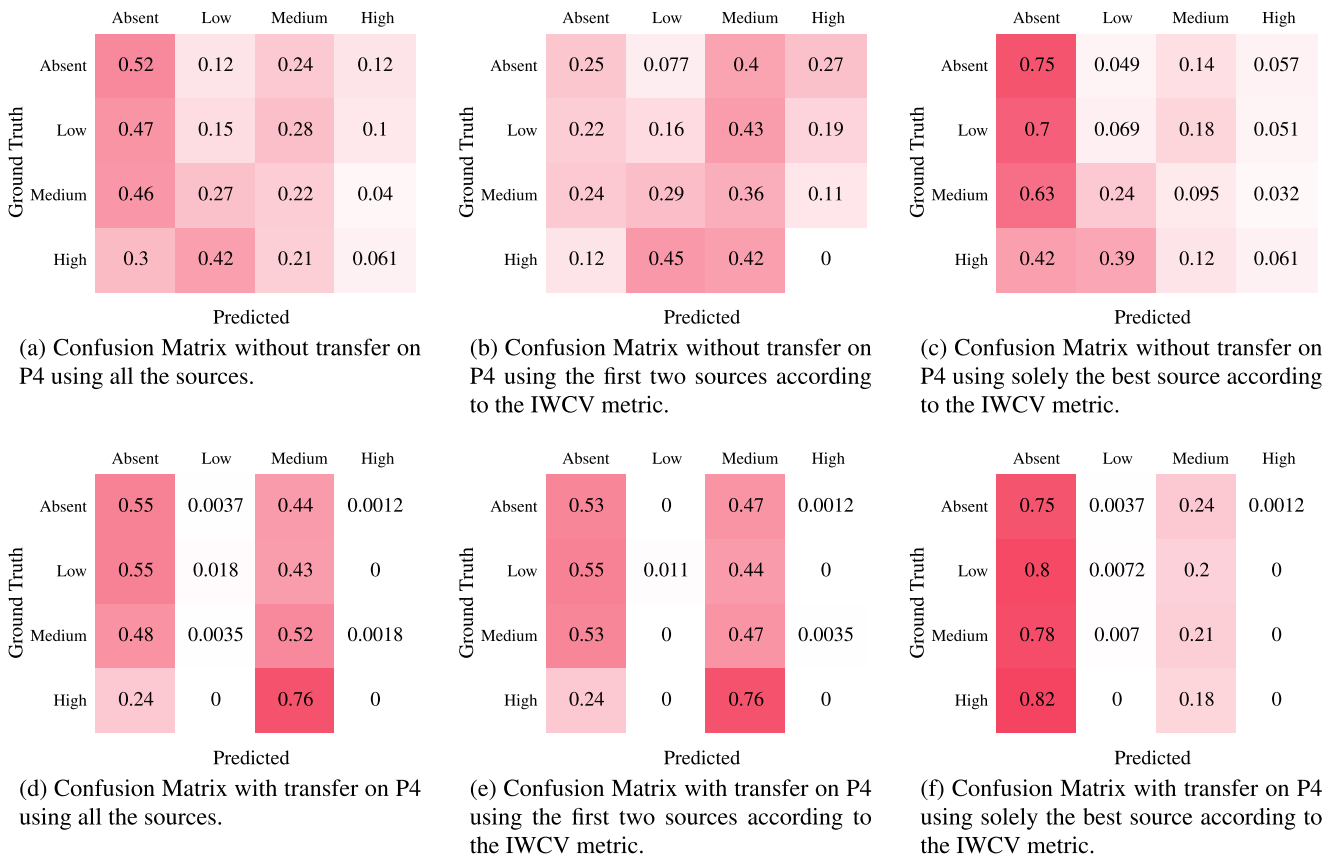 Absent Low Medium High
Absent 0.52 0.12 0.24 0.12
Low 0.47 0.15 0.28 0.1
Medium 0.46 0.27 0.22 0.04
High 0.3 0.42 0.21 0.061
Ground Truth
Predicted
(a) Confusion Matrix without transfer on
P4 using all the sources.
Absent Low Medium High
Absent 0.25 0.077 0.4 0.27
Low 0.22 0.16 0.43 0.19
Medium 0.24 0.29 0.36 0.11
High 0.12 0.45 0.42 0
Ground Truth
Predicted
(b) Confusion Matrix without transfer on
P4 using the first two sources according
to the IWCV metric.
Absent Low Medium High
Absent 0.75 0.049 0.14 0.057
Low 0.7 0.069 0.18 0.051
Medium 0.63 0.24 0.095 0.032
High 0.42 0.39 0.12 0.061
Ground Truth
Predicted
(c) Confusion Matrix without transfer on
P4 using solely the best source according
to the IWCV metric.
Absent Low Medium High
Absent 0.55 0.0037 0.44 0.0012
Low 0.55 0.018 0.43 0
Medium 0.48 0.0035 0.52 0.0018
High 0.24 0 0.76 0
Ground Truth
Predicted
(d) Confusion Matrix with transfer on P4
using all the sources.
Absent Low Medium High
Absent 0.53 0 0.47 0.0012
Low 0.55 0.011 0.44 0
Medium 0.53 0 0.47 0.0035
High 0.24 0 0.76 0
Ground Truth
Predicted
(e) Confusion Matrix with transfer on P4
using the first two sources according to
the IWCV metric.
Absent Low Medium High
Absent 0.75 0.0037 0.24 0.0012
Low 0.8 0.0072 0.2 0
Medium 0.78 0.007 0.21 0
High 0.82 0 0.18 0
Ground Truth
Predicted
(f) Confusion Matrix with transfer on P4
using solely the best source according to
the IWCV metric.